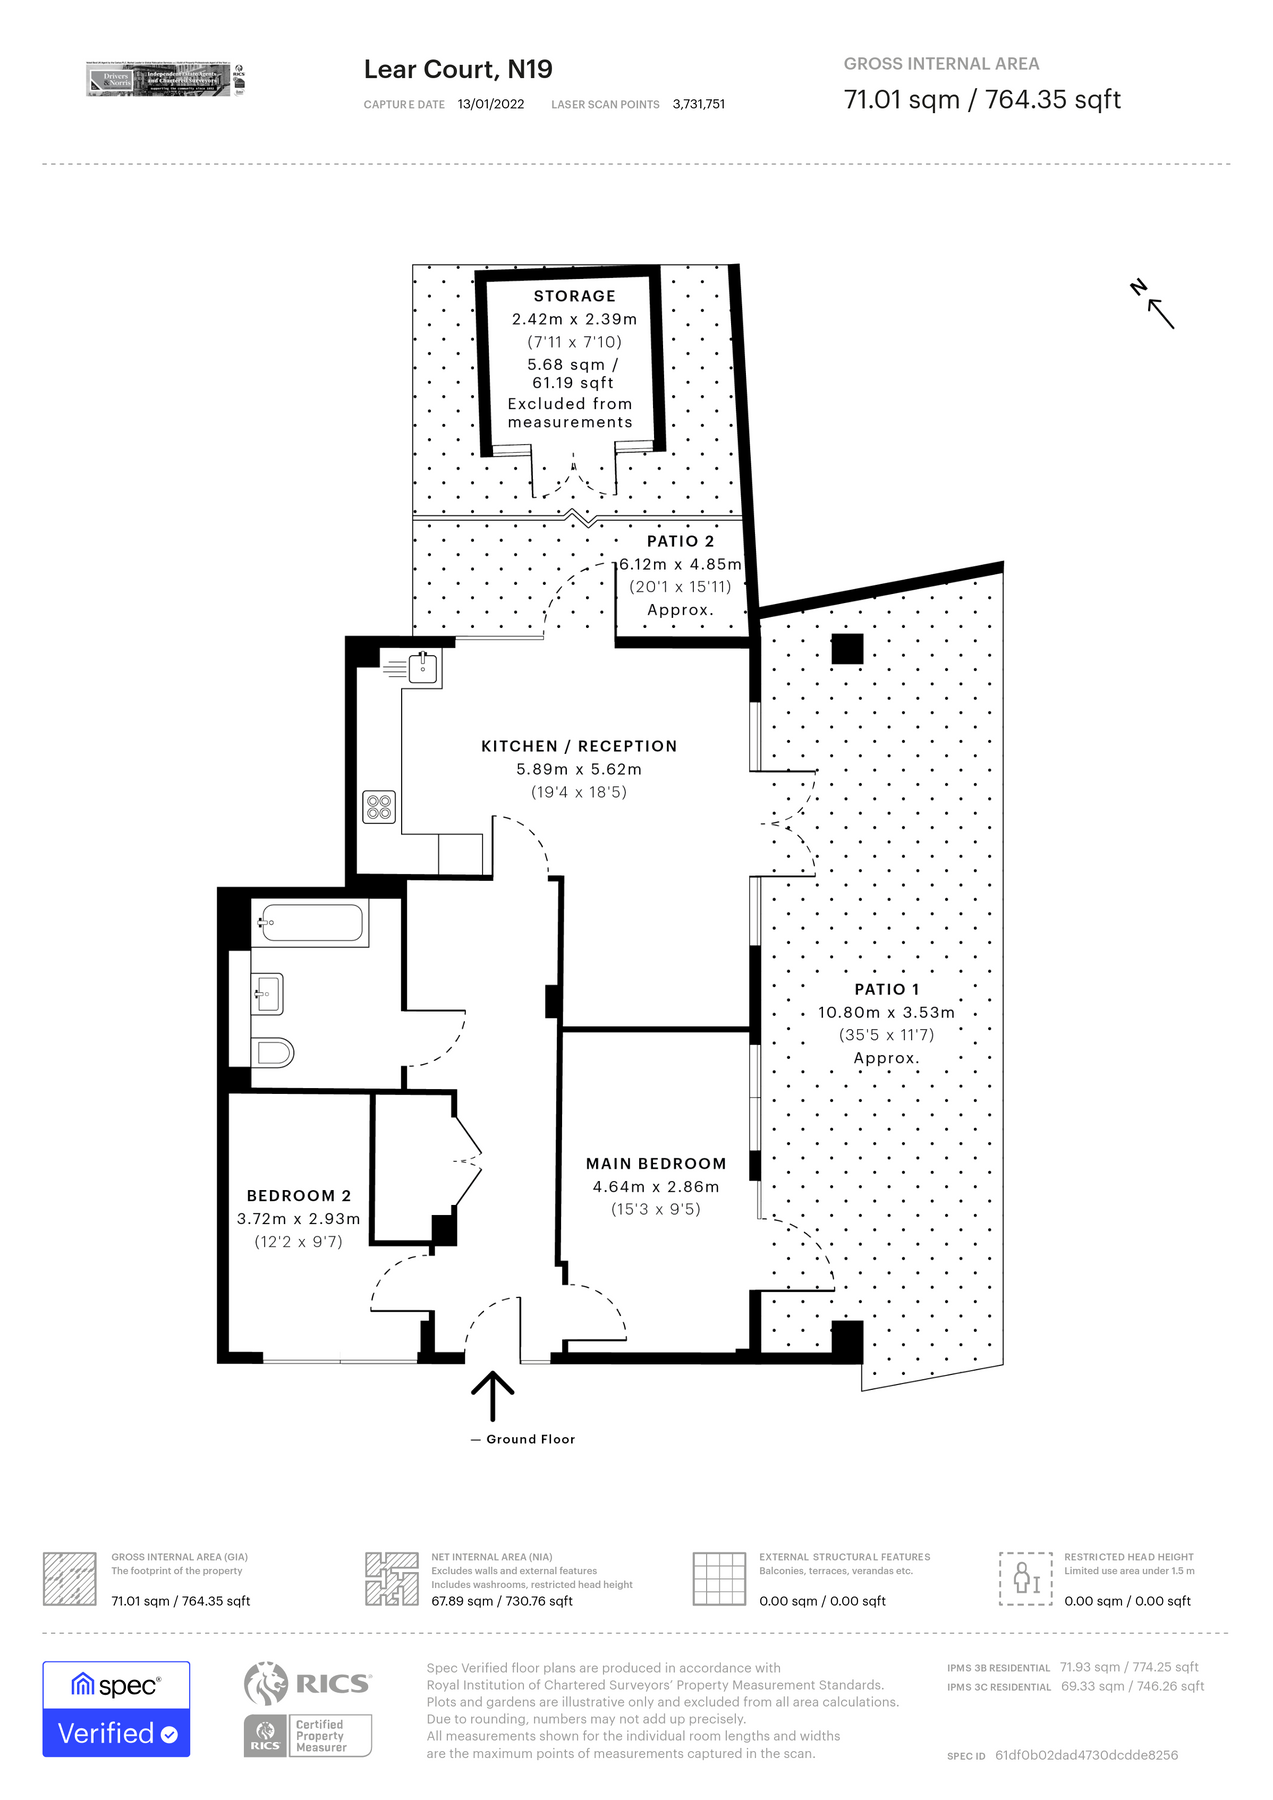 Drivers
& Norris
Independent Estate Agents
and Chartered Surveyors
RICS
Lear Court, N19
CAPTURE DATE 13/01/2022 LASER SCAN POINTS 3,731,751
GROSS INTERNAL AREA
71.01 sqm / 764.35 sqft
N
STORAGE
2.42m x 2.39m
(7'11 x 7'10)
5.68 sqm /
61.19 sqft
Excluded from
measurements
PATIO 2
6.12m x 4.85m
(20'1 x 15'11)
Approx.
KITCHEN / RECEPTION
5.89m x 5.62m
(19'4 x 18'5)
PATIO 1
10.80m x 3.53m
(35'5 x 11'7)
Approx.
MAIN BEDROOM
4.64m x 2.86m
(15'3 x 9'5)
BEDROOM 2
3.72m x 2.93m
(12'2 x 9'7)
— Ground Floor
GROSS INTERNAL AREA (GIA)
The footprint of the property
71.01 sqm / 764.35 sqft
NET INTERNAL AREA (NIA)
Excludes walls and external features
Includes washrooms, restricted head height
67.89 sqm / 730.76 sqft
EXTERNAL STRUCTURAL FEATURES
Balconies, terraces, verandas etc.
0.00 sqm / 0.00 sqft
RESTRICTED HEAD HEIGHT
Limited use area under 1.5 m
0.00 sqm / 0.00 sqft
spec®
Verified
RICS®
RICS
Certified
Property
Measurer
Spec Verified floor plans are produced in accordance with
Royal Institution of Chartered Surveyors' Property Measurement Standards.
Plots and gardens are illustrative only and excluded from all area calculations.
Due to rounding, numbers may not add up precisely.
All measurements shown for the individual room lengths and widths
are the maximum points of measurements captured in the scan.
IPMS 3B RESIDENTIAL 71.93 sqm / 774.25 sqft
IPMS 3C RESIDENTIAL 69.33 sqm / 746.26 sqft
SPEC ID 61df0b02dad4730dcdde8256